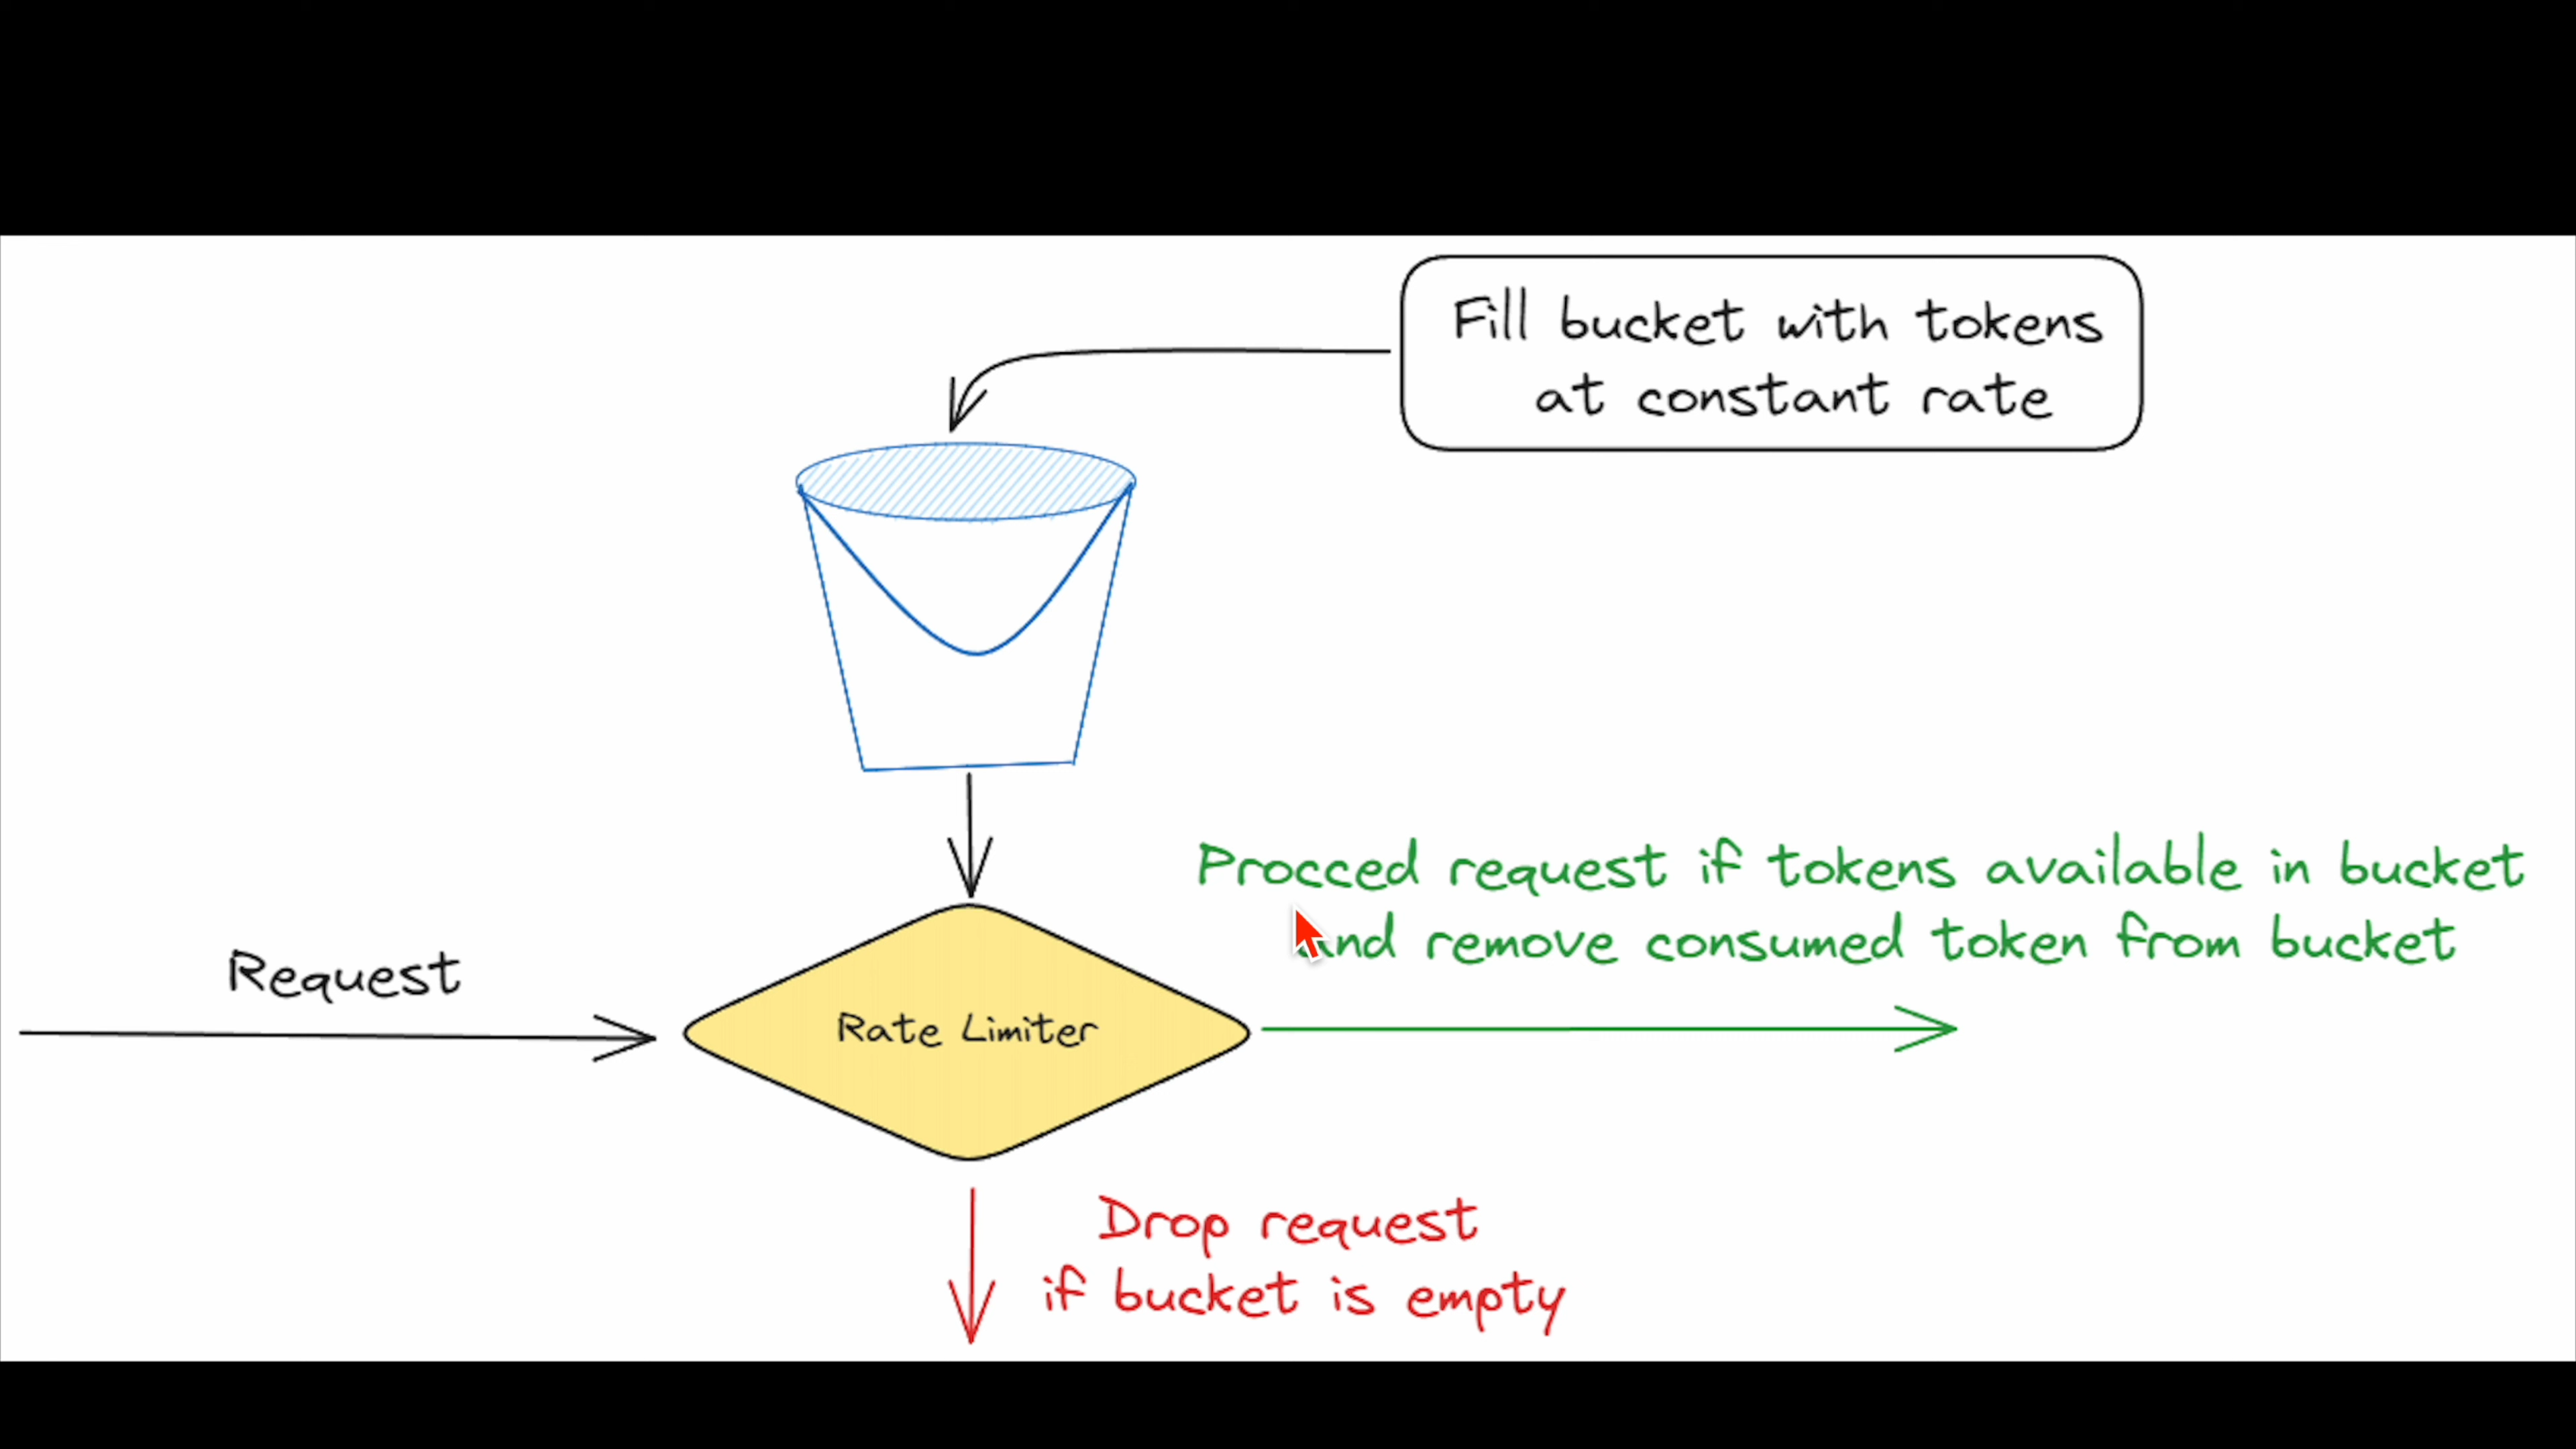 Fill bucket with tokens
at constant rate
Procced request if tokens available in bucket
and remove consumed token from bucket
Request
Rate Limiter
Drop request
if bucket is empty